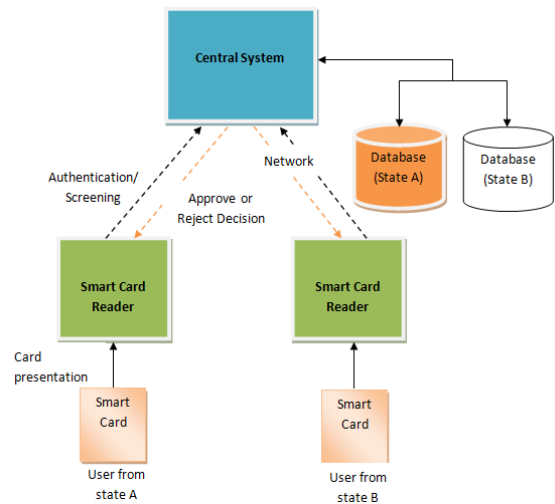 Central System
Database
(State A)
Database
(State B)
Authentication/
Screening
Network
Approve or
Reject Decision
Smart Card
Reader
Smart Card
Reader
Card
presentation
Smart
Card
Smart
Card
User from
state A
User from
state B